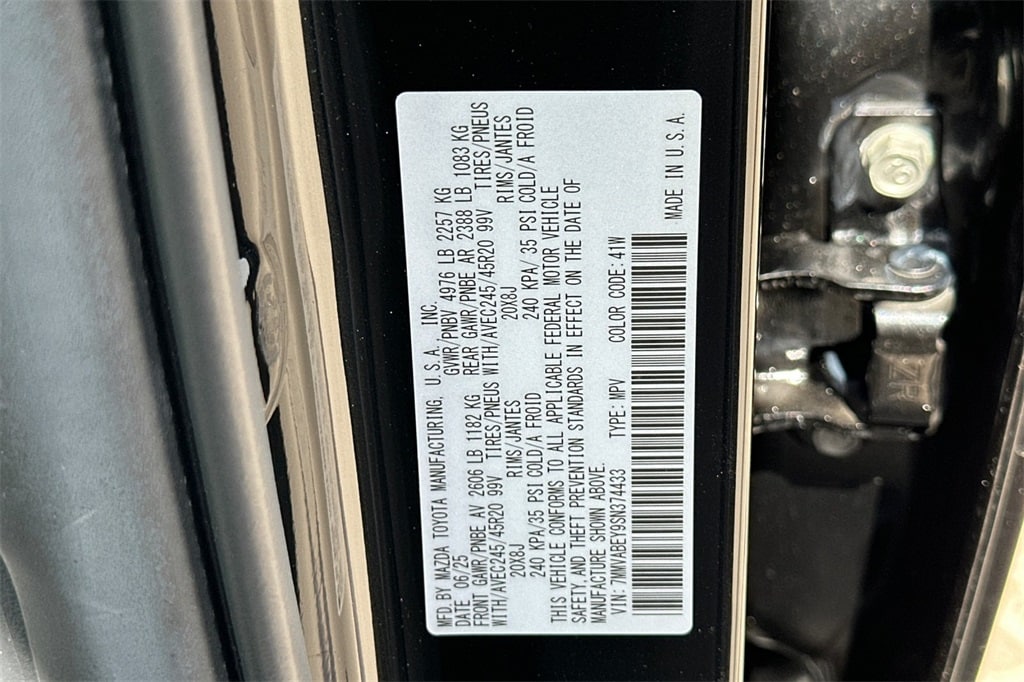 MFD.BY MAZDA TOYOTA MANUFACTURING, U.S.A., INC.
DATE 06/25 GVWR/PNBV 4976 LB 2257 KG
FRONT GAWR/PNBE AV 2606 LB 1182 KG REAR GAWR/PNBE AR 2388 LB 1083 KG
WITH/AVEC245/45R20 99V TIRES/PNEUS WITH/AVEC245/45R20 99V TIRES/PNEUS
20X8J RIMS/JANTES 20X8J RIMS/JANTES
240 KPA/35 PSI COLD/A FROID 240 KPA/ 35 PSI COLD/A FROID
THIS VEHICLE CONFORMS TO ALL APPLICABLE FEDERAL MOTOR VEHICLE
SAFETY, AND THEFT PREVENTION STANDARDS IN EFFECT ON THE DATE OF
MANUFACTURE SHOWN ABOVE.
VIN: 7MMVABEY9SN374433 TYPE: MPV COLOR CODE: 41W
MADE IN U.S.A.